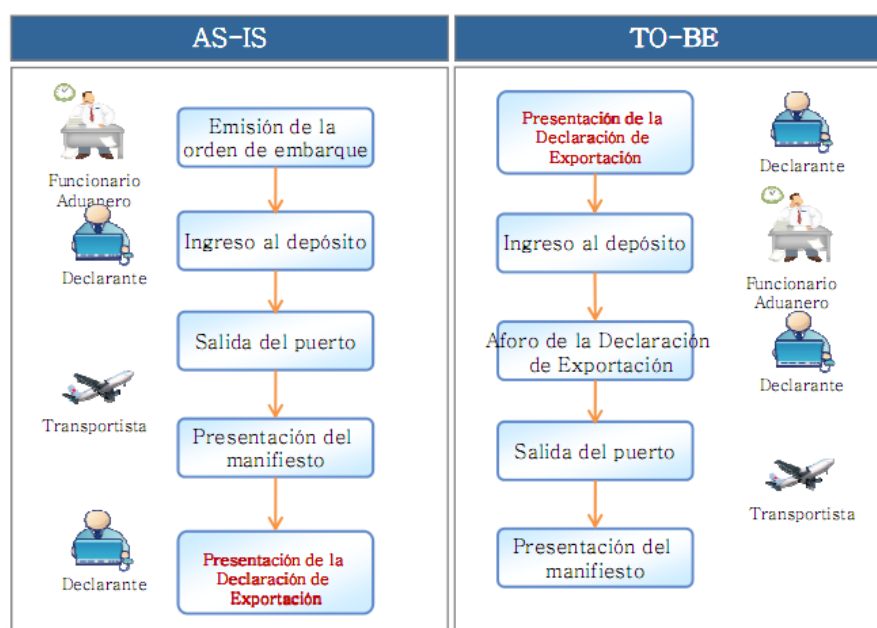 AS-IS
Funcionario
Aduanero
Declarante
Transportista
Declarante
Emisión de la
orden de embarque
Ingreso al depósito
Salida del puerto
Presentación del
manifiesto
Presentación de la
Declaración de
Exportación
TO-BE
Presentación de la
Declaración de
Exportación
Ingreso al depósito
Aforo de la Declaración
de Exportación
Salida del puerto
Presentación del
manifiesto
Declarante
Funcionario
Aduanero
Declarante
Transportista